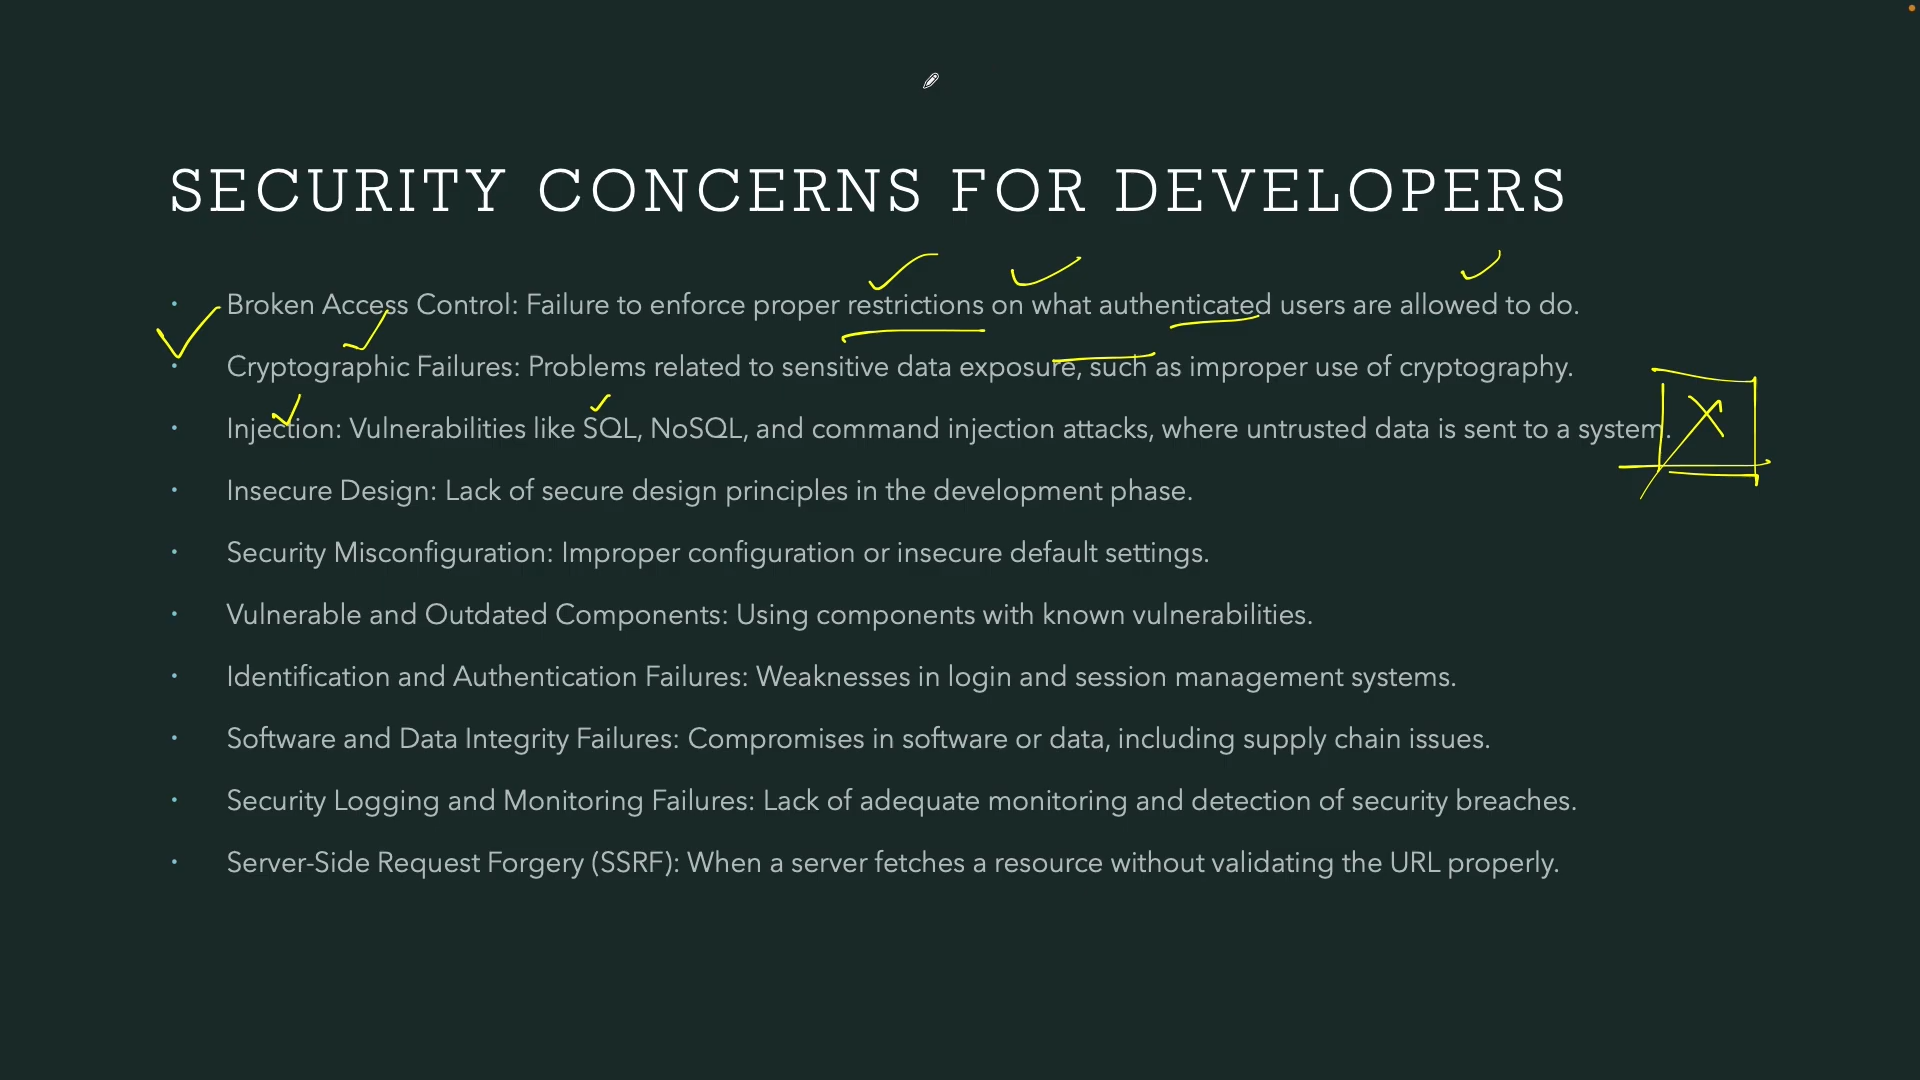 SECURITY CONCERNS FOR DEVELOPERS
• Broken Access Control: Failure to enforce proper restrictions on what authenticated users are allowed to do.
• Cryptographic Failures: Problems related to sensitive data exposure, such as improper use of cryptography.
• Injection: Vulnerabilities like SQL, NoSQL, and command injection attacks, where untrusted data is sent to a system.
• Insecure Design: Lack of secure design principles in the development phase.
• Security Misconfiguration: Improper configuration or insecure default settings.
• Vulnerable and Outdated Components: Using components with known vulnerabilities.
• Identification and Authentication Failures: Weaknesses in login and session management systems.
• Software and Data Integrity Failures: Compromises in software or data, including supply chain issues.
• Security Logging and Monitoring Failures: Lack of adequate monitoring and detection of security breaches.
• Server-Side Request Forgery (SSRF): When a server fetches a resource without validating the URL properly.